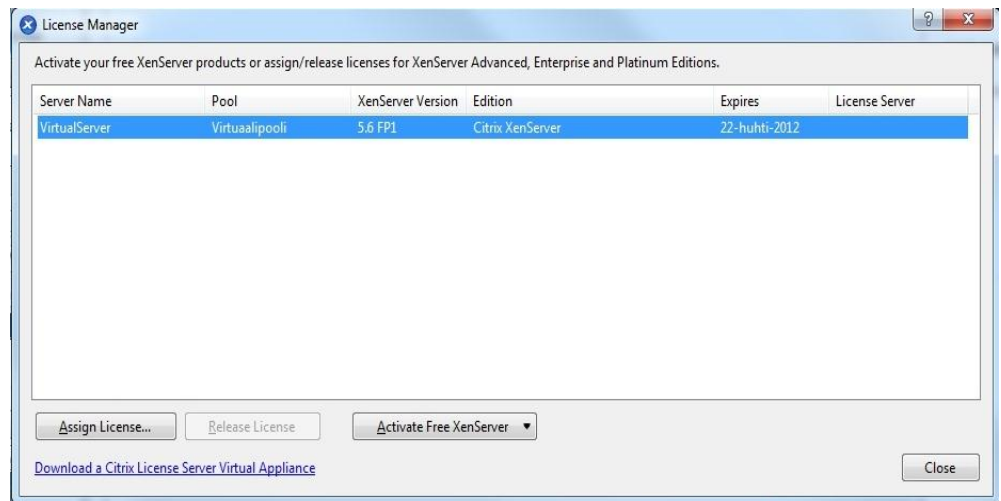 License Manager
Activate your free XenServer products or assign/release licenses for XenServer Advanced, Enterprise and Platinum Editions.
Server Name Pool XenServer Version Edition Expires License Server
VirtualServer Virtuaalipooli 5.6 FP1 Citrix XenServer 22-huhti-2012
Assign License... Release License Activate Free XenServer
Download a Citrix License Server Virtual Appliance Close